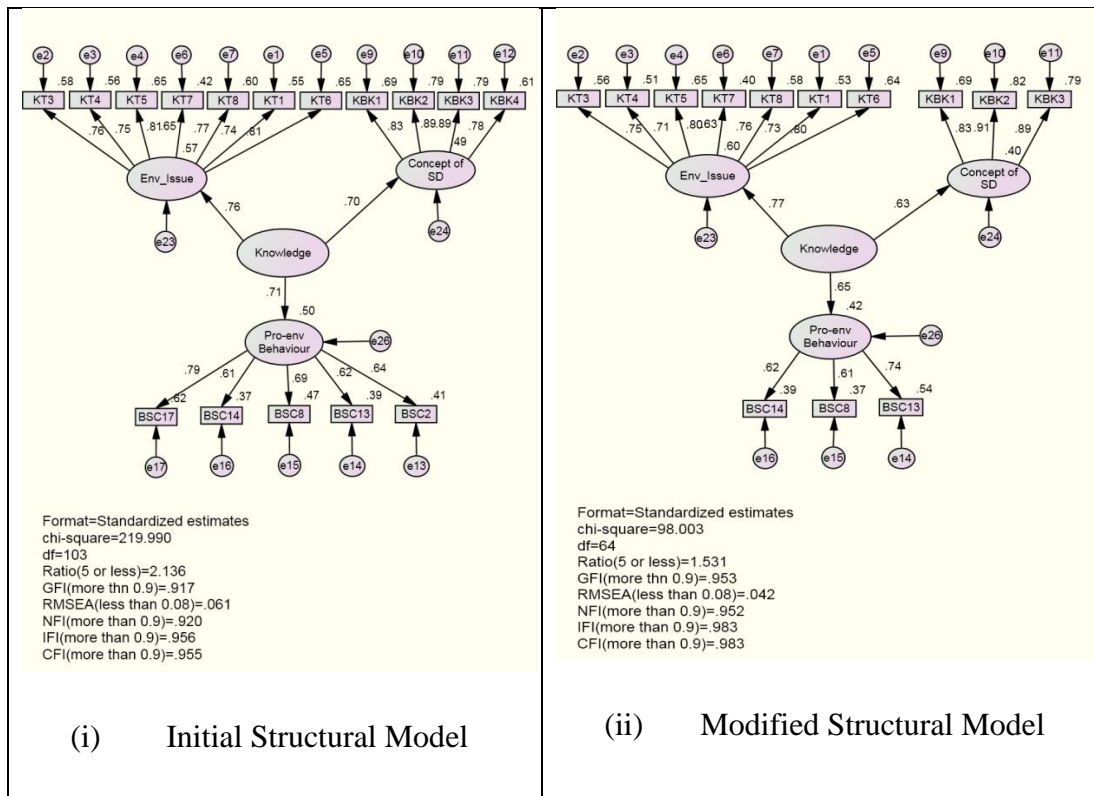 e2 e3 e4 e6 e7 e1 e5 e9 e10 e11 e12
.58 .56 .65 .42 .60 .55 .65 .69 .79 .79 .61
KT3 KT4 KT5 KT7 KT8 KT1 KT6 KBK1 KBK2 KBK3 KBK4
.76 .75 .81 .65 .77 .74 .81 .83 .89 .89 .78
.57 .49
Env_Issue
Concept of
SD
.76 .70
e23 e24
Knowledge
.71
.50
Pro-env
Behaviour
e26
.79 .61 .69 .62 .64
.62 .37 .47 .39 .41
BSC17 BSC14 BSC8 BSC13 BSC2
e17 e16 e15 e14 e13
Format=Standardized estimates
chi-square=219.990
df=103
Ratio(5 or less)=2.136
GFI(more thn 0.9)=.917
RMSEA(less than 0.08)=.061
NFI(more than 0.9)=.920
IFI(more than 0.9)=.956
CFI(more than 0.9)=.955
(i) Initial Structural Model
e2 e3 e4 e6 e7 e1 e5 e9 e10 e11
.56 .51 .65 .40 .58 .53 .64 .69 .82 .79
KT3 KT4 KT5 KT7 KT8 KT1 KT6 KBK1 KBK2 KBK3
.75 .71 .80 .63 .76 .73 .80 .83 .91 .89
.60 .40
Env_Issue
Concept of
SD
.77 .63
e23 e24
Knowledge
.65
.42
Pro-env
Behaviour
e26
.62 .61 .74
.39 .37 .54
BSC14 BSC8 BSC13
e16 e15 e14
Format=Standardized estimates
chi-square=98.003
df=64
Ratio(5 or less)=1.531
GFI(more than 0.9)=.953
RMSEA(less than 0.08)=.042
NFI(more than 0.9)=.952
IFI(more than 0.9)=.983
CFI(more than 0.9)=.983
(ii) Modified Structural Model